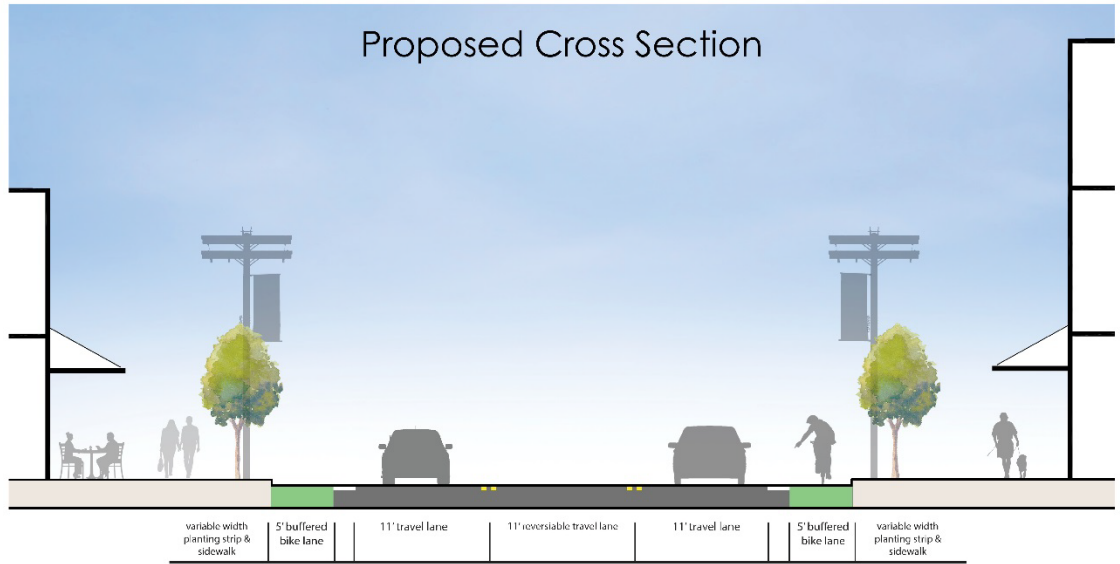 Proposed Cross Section
variable width
planting strip &
sidewalk
5' buffered
bike lane
11' travel lane
11' reversiable travel lane
11' travel lane
5' buffered
bike lane
variable width
planting strip &
sidewalk